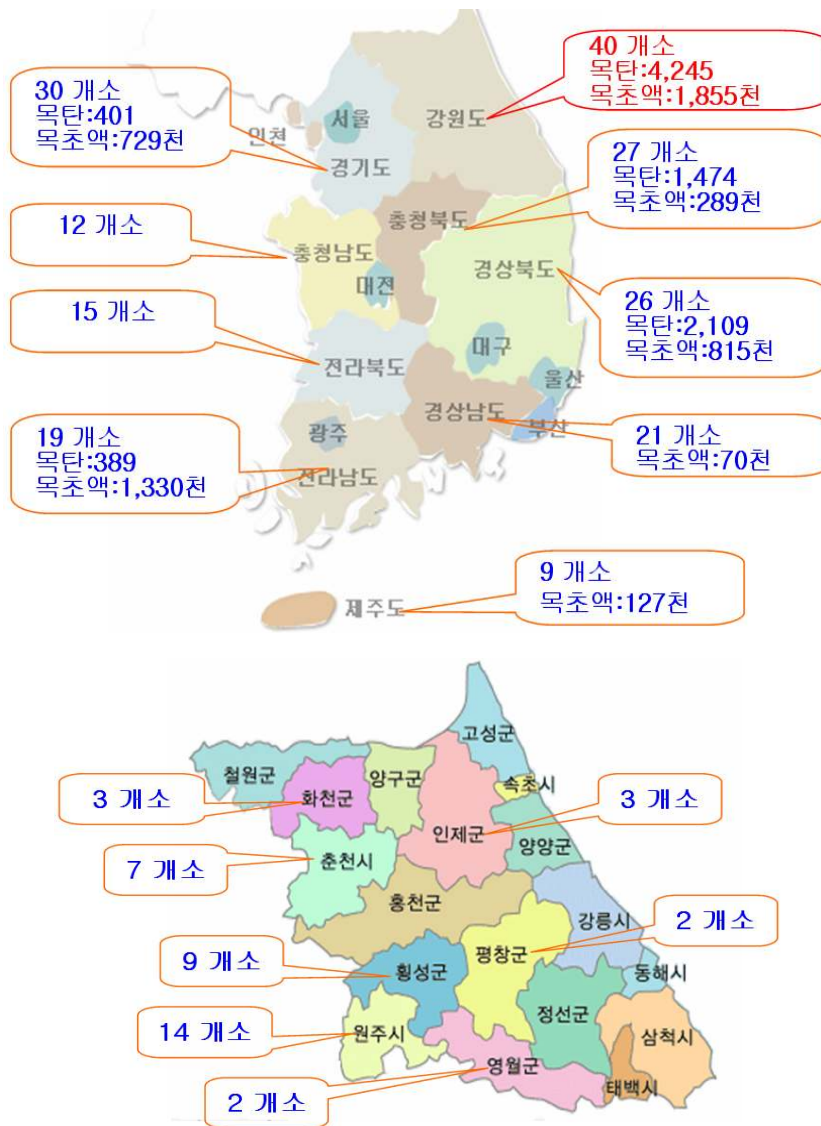 40 개소
목탄:4,245
목초액:1,855천
30 개소
목탄:401
목초액:729천
서울
인천
강원도
경기도
27 개소
목탄:1,474
목초액:289천
12 개소
충청북도
충청남도
대전
경상북도
15 개소
26 개소
목탄:2,109
목초액:815천
대구
전라북도
울산
경상남도
부산
19 개소
목탄:389
목초액:1,330천
광주
전라남도
21 개소
목초액:70천
9 개소
목초액:127천
제주도
고성군
철원군
양구군
속초시
3 개소
화천군
인제군
3 개소
양양군
7 개소
춘천시
홍천군
강릉시
2 개소
9 개소
횡성군
평창군
동해시
정선군
14 개소
원주시
삼척시
영월군
태백시
2 개소